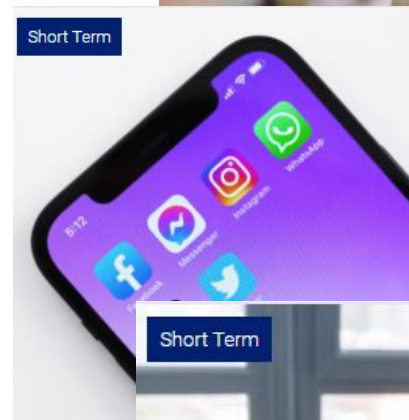 Short Term
5:12
WhatsApp
Instagram
Messenger
Facebook
Short Term